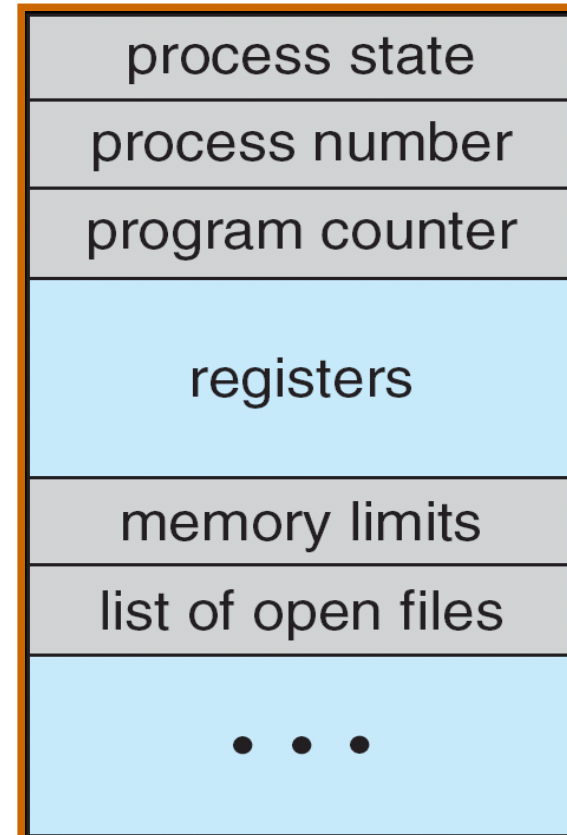 process state
process number
program counter
registers
memory limits
list of open files
• • •